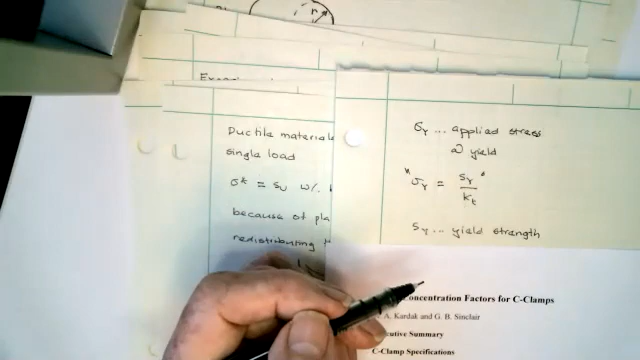 r
Ductile material
single load
σ* = Su w/.
because of pla
redistributing
σY ... applied stress
@ yield
"σY = SY / Kt"
SY ... yield strength
Concentration Factors for C-Clamps
A. Kardak and G. B. Sinclair
cutive Summary
C-Clamp Specifications